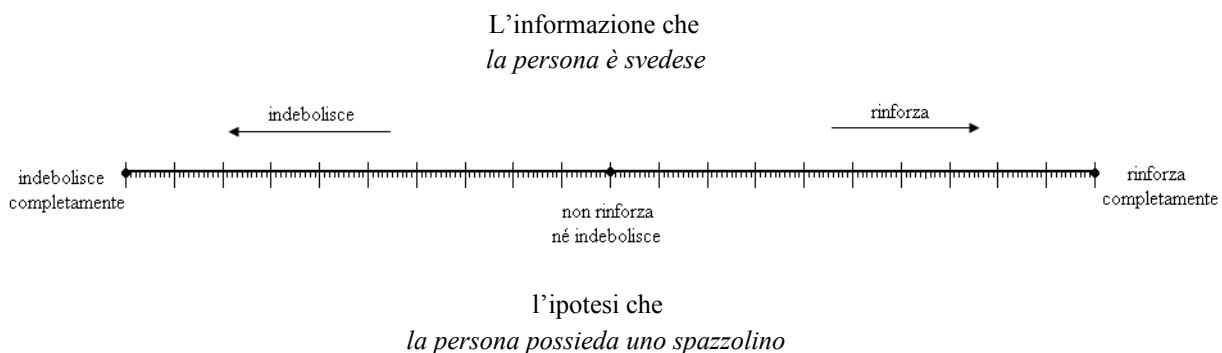 L’informazione che
la persona è svedese
indebolisce
rinforza
indebolisce
completamente
non rinforza
né indebolisce
rinforza
completamente
l’ipotesi che
la persona possieda uno spazzolino